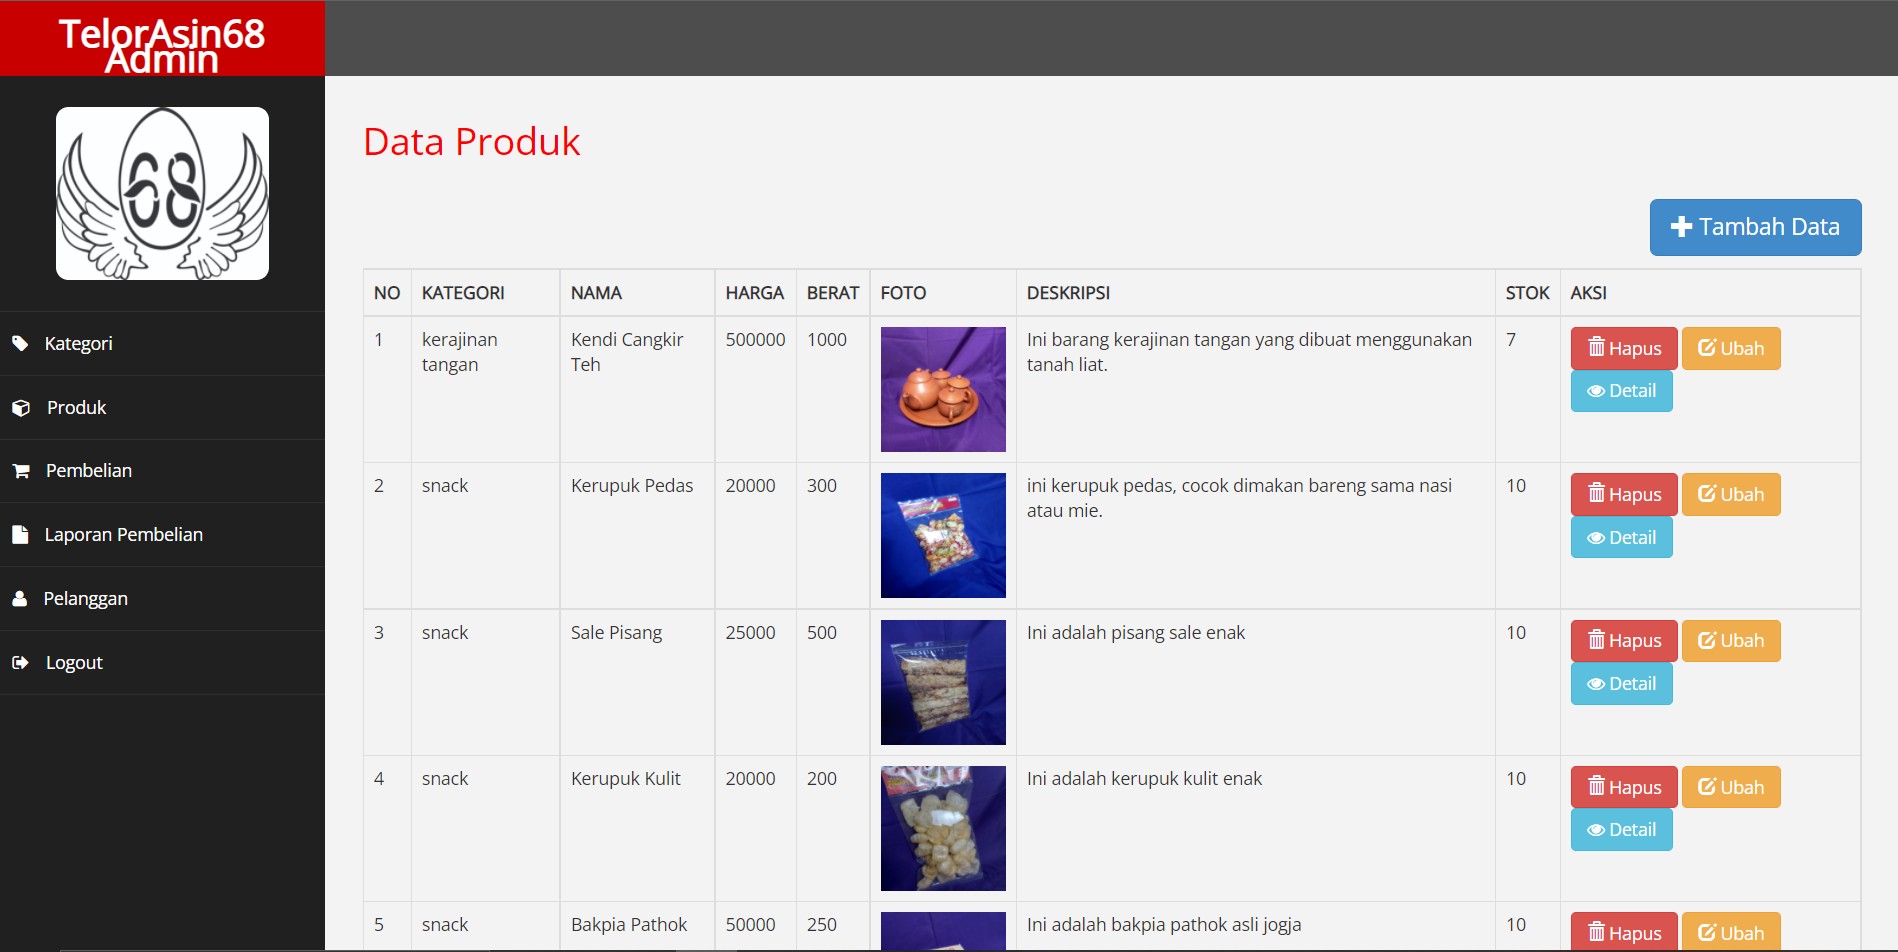 TelorAsin68
Admin
68
Kategori
Produk
Pembelian
Laporan Pembelian
Pelanggan
Logout
Data Produk
Tambah Data
NO KATEGORI NAMA HARGA BERAT FOTO DESKRIPSI STOK AKSI
1 kerajinan Kendi Cangkir 500000 1000 Ini barang kerajinan tangan yang dibuat menggunakan 7 Hapus Ubah
tangan Teh tanah liat.
Detail
2 snack Kerupuk Pedas 20000 300 ini kerupuk pedas, cocok dimakan bareng sama nasi 10 Hapus Ubah
atau mie.
Detail
3 snack Sale Pisang 25000 500 Ini adalah pisang sale enak 10 Hapus Ubah
Detail
4 snack Kerupuk Kulit 20000 200 Ini adalah kerupuk kulit enak 10 Hapus Ubah
Detail
5 snack Bakpia Pathok 50000 250 Ini adalah bakpia pathok asli jogja 10 Hapus Ubah